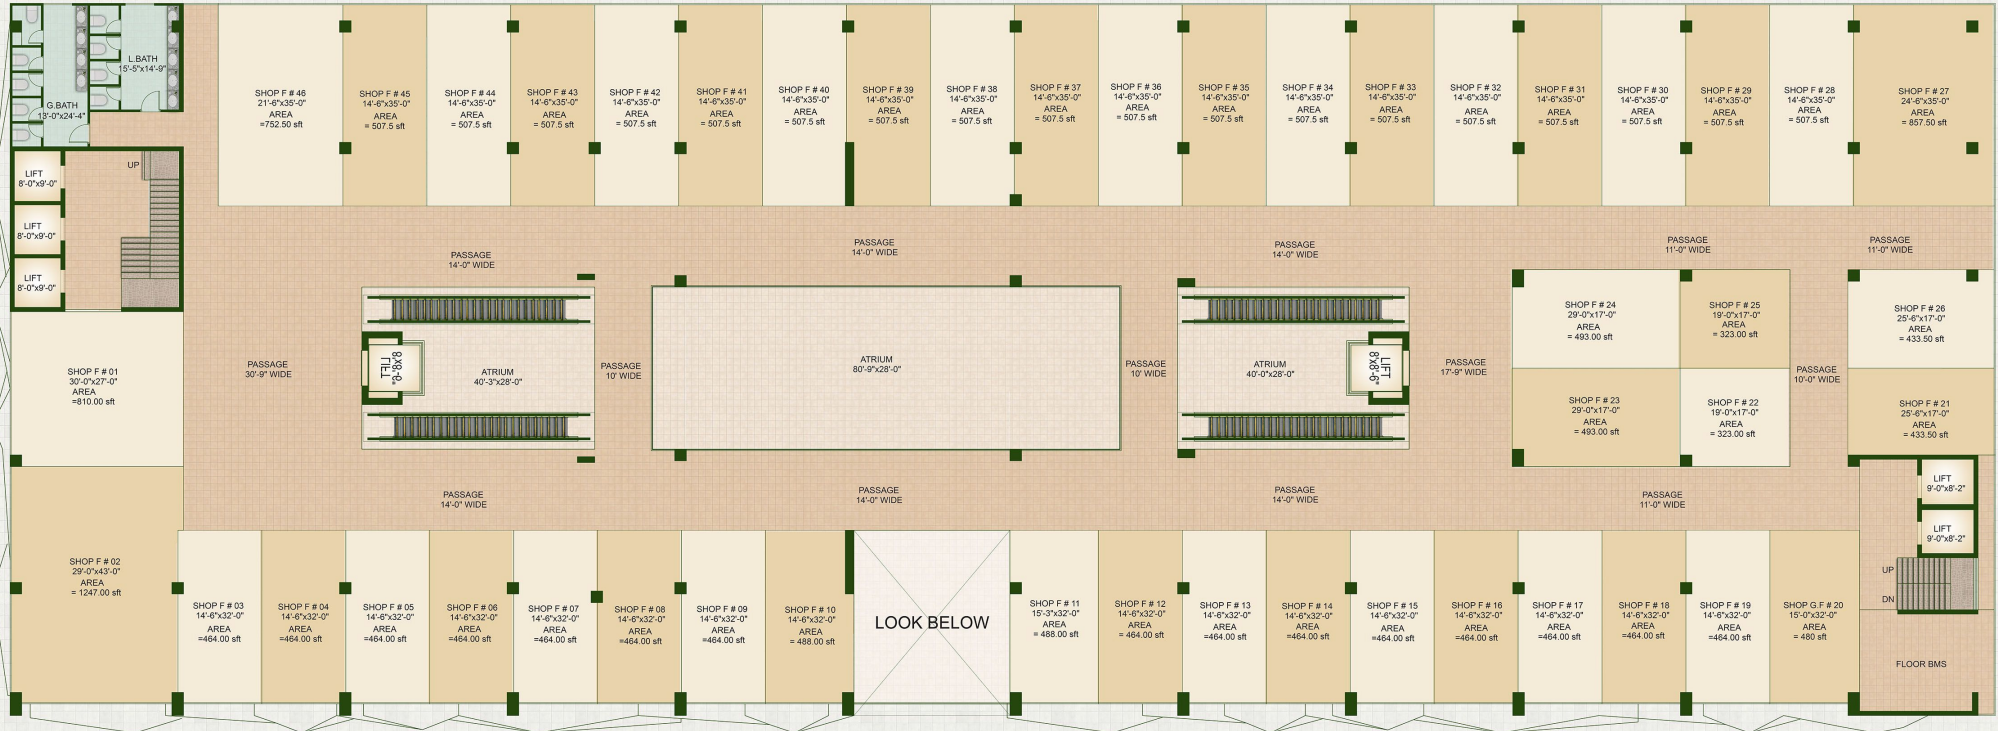 L.BATH
15'-5"x14'-9"
G.BATH
13'-0"x24'-4"
SHOP F # 46
21'-6"x35'-0"
AREA
=752.50 sft
SHOP F # 45
14'-6"x35'-0"
AREA
= 507.5 sft
SHOP F # 44
14'-6"x35'-0"
AREA
= 507.5 sft
SHOP F # 43
14'-6"x35'-0"
AREA
= 507.5 sft
SHOP F # 42
14'-6"x35'-0"
AREA
= 507.5 sft
SHOP F # 41
14'-6"x35'-0"
AREA
= 507.5 sft
SHOP F # 40
14'-6"x35'-0"
AREA
= 507.5 sft
SHOP F # 39
14'-6"x35'-0"
AREA
= 507.5 sft
SHOP F # 38
14'-6"x35'-0"
AREA
= 507.5 sft
SHOP F # 37
14'-6"x35'-0"
AREA
= 507.5 sft
SHOP F # 36
14'-6"x35'-0"
AREA
= 507.5 sft
SHOP F # 35
14'-6"x35'-0"
AREA
= 507.5 sft
SHOP F # 34
14'-6"x35'-0"
AREA
= 507.5 sft
SHOP F # 33
14'-6"x35'-0"
AREA
= 507.5 sft
SHOP F # 32
14'-6"x35'-0"
AREA
= 507.5 sft
SHOP F # 31
14'-6"x35'-0"
AREA
= 507.5 sft
SHOP F # 30
14'-6"x35'-0"
AREA
= 507.5 sft
SHOP F # 29
14'-6"x35'-0"
AREA
= 507.5 sft
SHOP F # 28
14'-6"x35'-0"
AREA
= 507.5 sft
SHOP F # 27
24'-6"x35'-0"
AREA
= 857.50 sft
UP
LIFT
8'-0"x9'-0"
LIFT
8'-0"x9'-0"
LIFT
8'-0"x9'-0"
PASSAGE
14'-0" WIDE
PASSAGE
14'-0" WIDE
PASSAGE
14'-0" WIDE
PASSAGE
11'-0" WIDE
PASSAGE
11'-0" WIDE
SHOP F # 01
30'-0"x27'-0"
AREA
=810.00 sft
PASSAGE
30'-9" WIDE
LIFT
8'x8'-6"
ATRIUM
40'-3"x28'-0"
PASSAGE
10' WIDE
ATRIUM
80'-9"x28'-0"
PASSAGE
10' WIDE
ATRIUM
40'-0"x28'-0"
LIFT
8'x8'-6"
PASSAGE
17'-9" WIDE
SHOP F # 24
29'-0"x17'-0"
AREA
= 493.00 sft
SHOP F # 25
19'-0"x17'-0"
AREA
= 323.00 sft
SHOP F # 26
25'-6"x17'-0"
AREA
= 433.50 sft
PASSAGE
10'-0" WIDE
SHOP F # 23
29'-0"x17'-0"
AREA
= 493.00 sft
SHOP F # 22
19'-0"x17'-0"
AREA
= 323.00 sft
SHOP F # 21
25'-6"x17'-0"
AREA
= 433.50 sft
PASSAGE
14'-0" WIDE
PASSAGE
14'-0" WIDE
PASSAGE
14'-0" WIDE
PASSAGE
11'-0" WIDE
LIFT
9'-0"x8'-2"
LIFT
9'-0"x8'-2"
UP
DN
SHOP F # 02
29'-0"x43'-0"
AREA
= 1247.00 sft
SHOP F # 03
14'-6"x32'-0"
AREA
=464.00 sft
SHOP F # 04
14'-6"x32'-0"
AREA
=464.00 sft
SHOP F # 05
14'-6"x32'-0"
AREA
=464.00 sft
SHOP F # 06
14'-6"x32'-0"
AREA
=464.00 sft
SHOP F # 07
14'-6"x32'-0"
AREA
=464.00 sft
SHOP F # 08
14'-6"x32'-0"
AREA
=464.00 sft
SHOP F # 09
14'-6"x32'-0"
AREA
=464.00 sft
SHOP F # 10
14'-6"x32'-0"
AREA
= 488.00 sft
LOOK BELOW
SHOP F # 11
15'-3"x32'-0"
AREA
= 488.00 sft
SHOP F # 12
14'-6"x32'-0"
AREA
= 464.00 sft
SHOP F # 13
14'-6"x32'-0"
AREA
=464.00 sft
SHOP F # 14
14'-6"x32'-0"
AREA
=464.00 sft
SHOP F # 15
14'-6"x32'-0"
AREA
=464.00 sft
SHOP F # 16
14'-6"x32'-0"
AREA
=464.00 sft
SHOP F # 17
14'-6"x32'-0"
AREA
=464.00 sft
SHOP F # 18
14'-6"x32'-0"
AREA
=464.00 sft
SHOP F # 19
14'-6"x32'-0"
AREA
=464.00 sft
SHOP G.F # 20
15'-0"x32'-0"
AREA
= 480 sft
FLOOR BMS